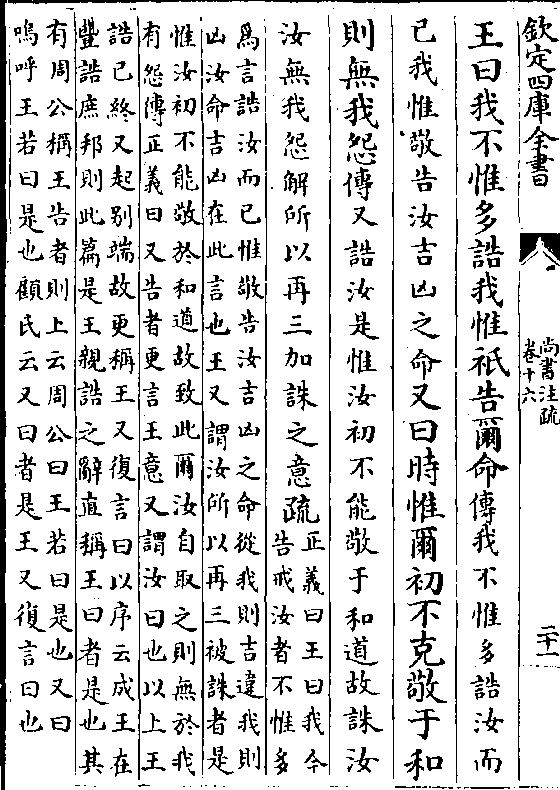 欽定四庫全書
尚書注疏
卷十六
二十一
王曰我不惟多誥我惟祇告爾命傳我不惟多誥汝而
已我惟敬告汝吉凶之命又曰時惟爾初不克敬于和
則無我怨傳又誥汝是惟汝初不能敬于和道故誅汝
汝無我怨解所以再三加誅之意疏
正義曰王曰我今
告戒汝者不惟多
為言誥汝而已惟敬告汝吉凶之命從我則吉違我則
凶汝命吉凶在此言也王又謂汝所以再三被誅者是
惟汝初不能敬於和道故致此爾汝自取之則無於我
有怨傳正義曰又告者更言王意又謂汝曰也以上王
誥已終又起别端故更稱王又復言曰以序云成王在
豐誥庶邦則此篇是王親誥之辭直稱王曰者是也其
有周公稱王告者則上云周公曰王若曰是也又曰
嗚呼王若曰是也顧氏云又曰者是王又復言曰也